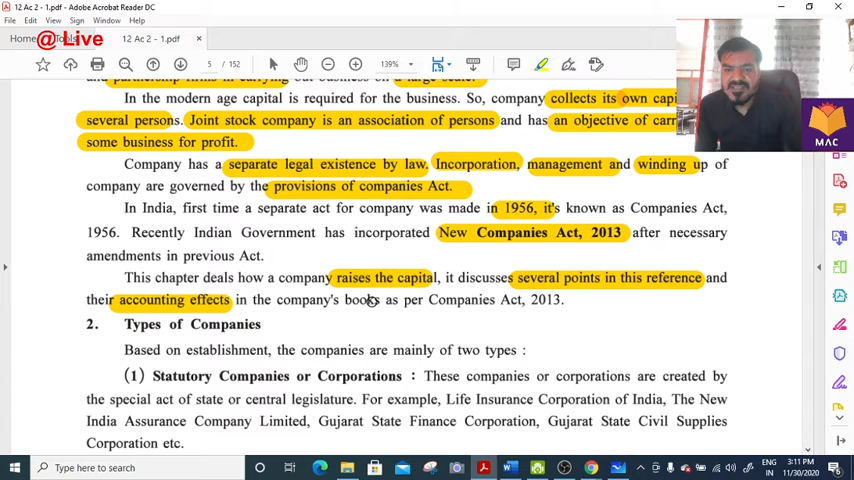 12 Ac 2 - 1.pdf - Adobe Acrobat Reader DC
File Edit View Sign Window Help
Home Tools 12 Ac 2 - 1.pdf ×
@ Live
5 / 152 139%
and partnership firms in carrying out business on a large scale.
In the modern age capital is required for the business. So, company collects its own capi
several persons. Joint stock company is an association of persons and has an objective of carr
some business for profit.
Company has a separate legal existence by law. Incorporation, management and winding up of
company are governed by the provisions of companies Act.
In India, first time a separate act for company was made in 1956, it's known as Companies Act,
1956. Recently Indian Government has incorporated New Companies Act, 2013 after necessary
amendments in previous Act.
This chapter deals how a company raises the capital, it discusses several points in this reference and
their accounting effects in the company's books as per Companies Act, 2013.
2. Types of Companies
Based on establishment, the companies are mainly of two types :
(1) Statutory Companies or Corporations : These companies or corporations are created by
the special act of state or central legislature. For example, Life Insurance Corporation of India, The New
India Assurance Company Limited, Gujarat State Finance Corporation, Gujarat State Civil Supplies
Corporation etc.
MAC
Type here to search
ENG
IN
3:11 PM
11/30/2020